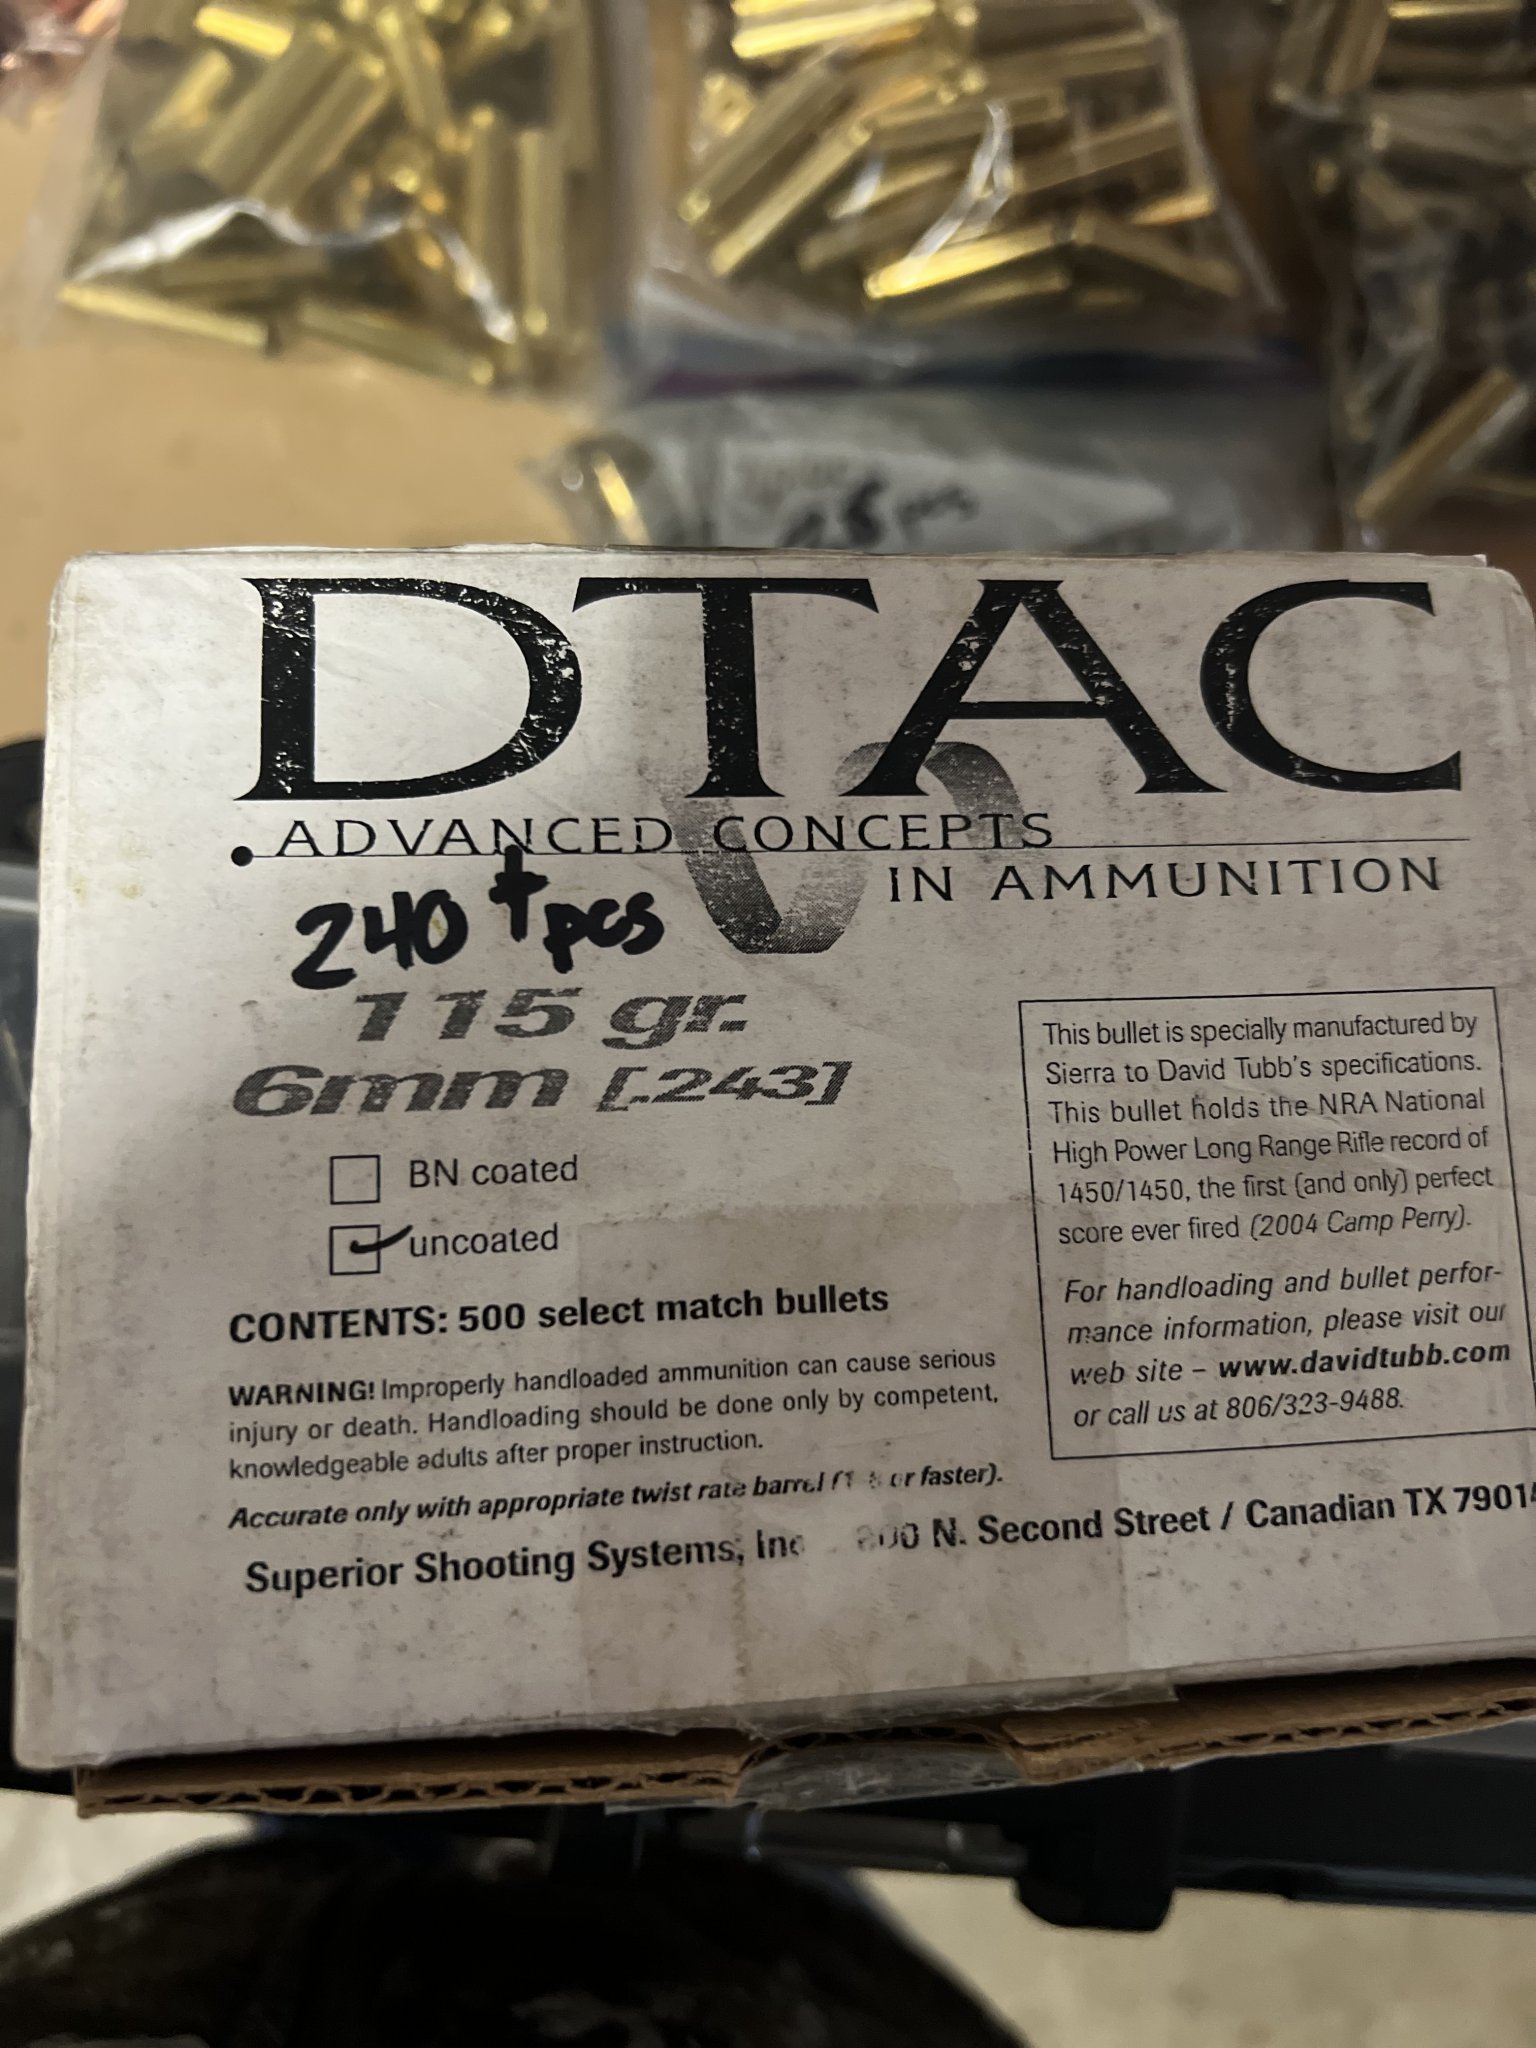 pcs
DTAC
ADVANCED CONCEPTS
IN AMMUNITION
240+ pcs
115 gr.
6mm [.243]
BN coated
uncoated
CONTENTS: 500 select match bullets
WARNING! Improperly handloaded ammunition can cause serious
injury or death. Handloading should be done only by competent,
knowledgeable adults after proper instruction.
Accurate only with appropriate twist rate barrel or faster).
Superior Shooting Systems, Inc N. Second Street / Canadian TX 79014
This bullet is specially manufactured by
Sierra to David Tubb's specifications.
This bullet holds the NRA National
High Power Long Range Rifle record of
1450/1450, the first (and only) perfect
score ever fired (2004 Camp Perry).
For handloading and bullet perfor-
mance information, please visit our
web site – www.davidtubb.com
or call us at 806/323-9488.